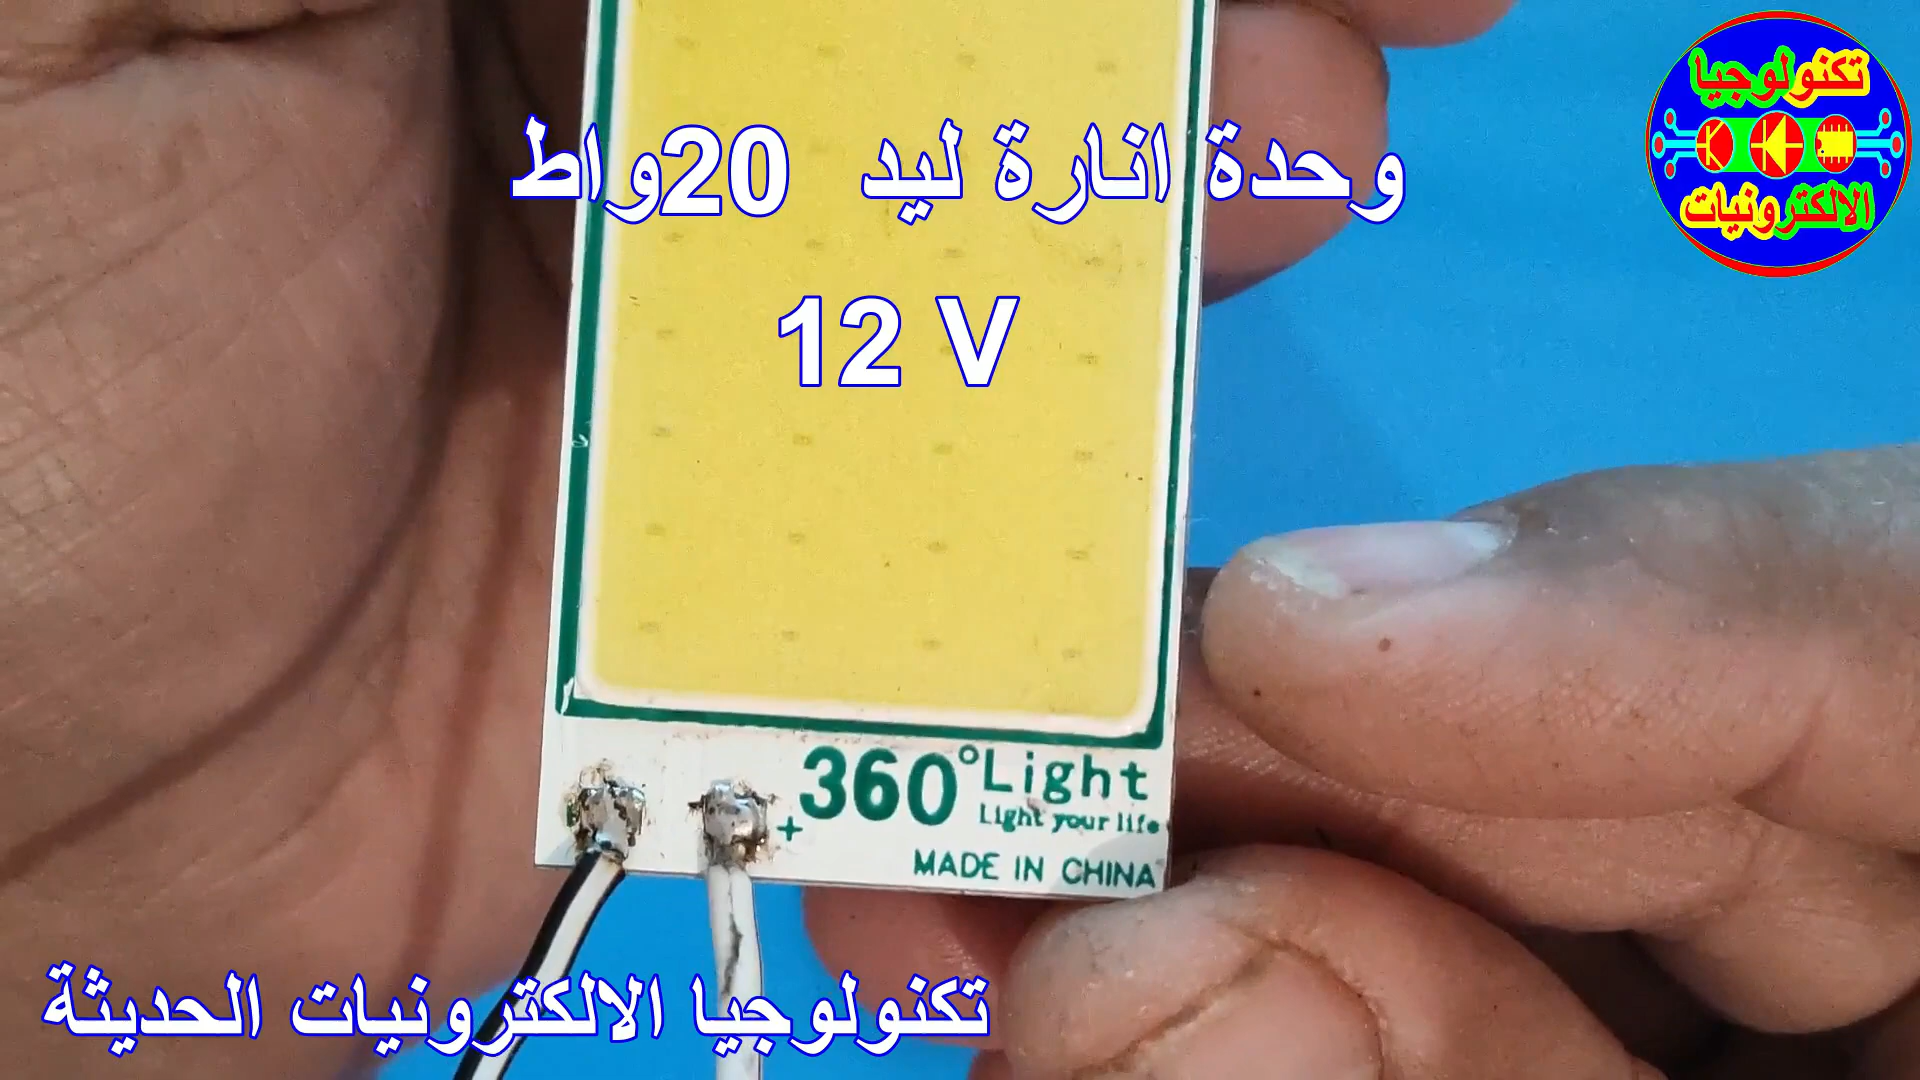 تكنولوجيا
الالكترونيات
وحدة انارة ليد 20واط
12 V
360°Light
Light your life
+
MADE IN CHINA
تكنولوجيا الالكترونيات الحديثة